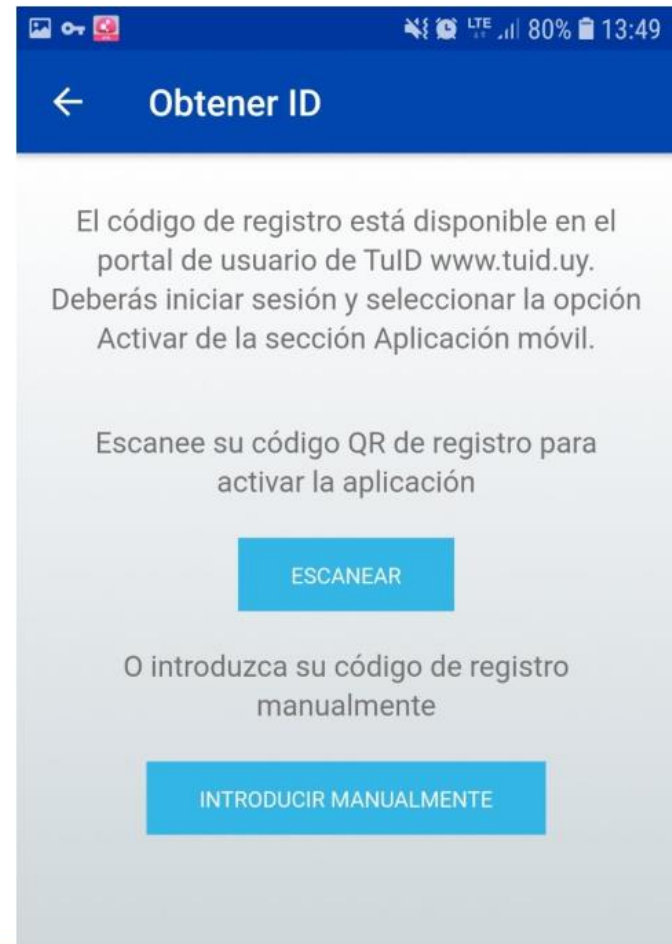 LTE 80% 13:49
Obtener ID
El código de registro está disponible en el
portal de usuario de TuID www.tuid.uy.
Deberás iniciar sesión y seleccionar la opción
Activar de la sección Aplicación móvil.
Escanee su código QR de registro para
activar la aplicación
ESCANEAR
O introduzca su código de registro
manualmente
INTRODUCIR MANUALMENTE